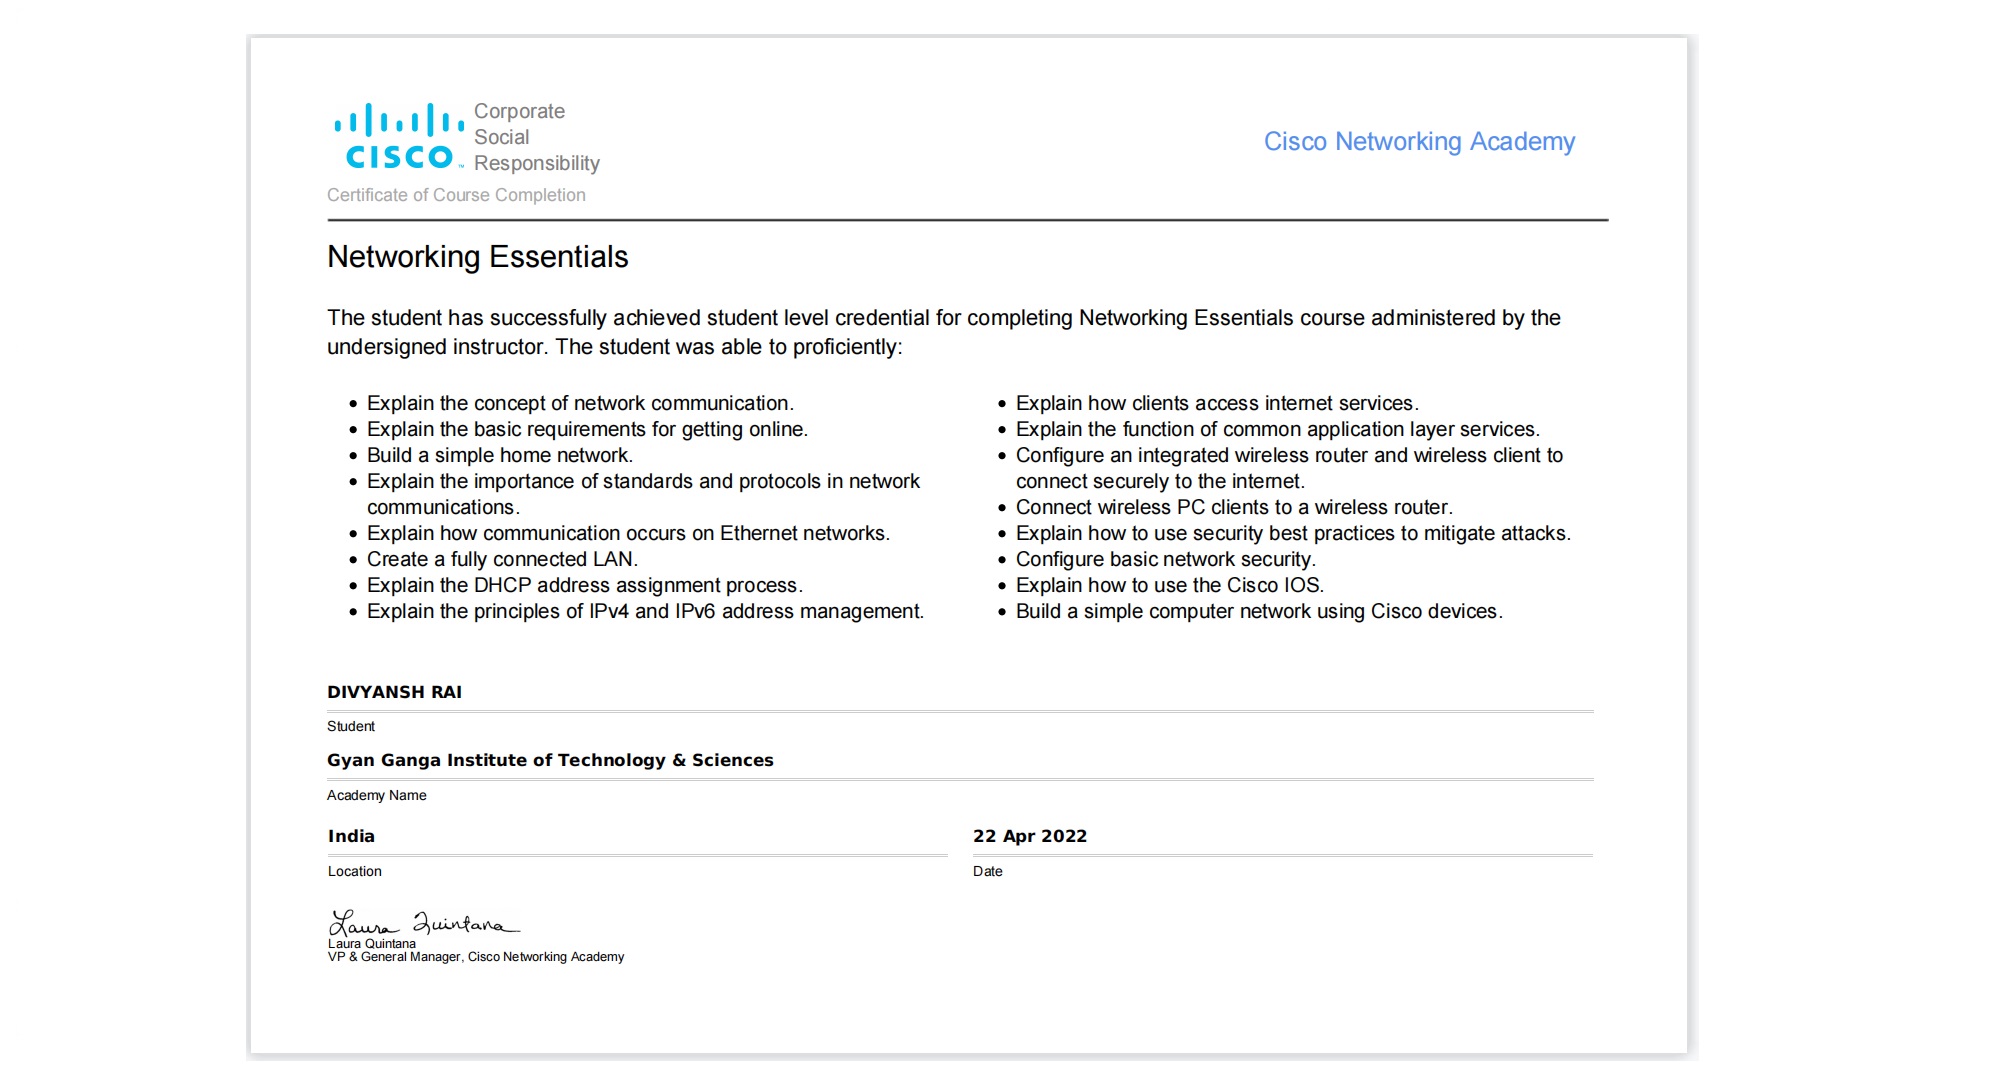 CISCO
Corporate
Social
Responsibility
Cisco Networking Academy
Certificate of Course Completion
Networking Essentials
The student has successfully achieved student level credential for completing Networking Essentials course administered by the
undersigned instructor. The student was able to proficiently:
• Explain the concept of network communication.
• Explain the basic requirements for getting online.
• Build a simple home network.
• Explain the importance of standards and protocols in network
communications.
• Explain how communication occurs on Ethernet networks.
• Create a fully connected LAN.
• Explain the DHCP address assignment process.
• Explain the principles of IPv4 and IPv6 address management.
• Explain how clients access internet services.
• Explain the function of common application layer services.
• Configure an integrated wireless router and wireless client to
connect securely to the internet.
• Connect wireless PC clients to a wireless router.
• Explain how to use security best practices to mitigate attacks.
• Configure basic network security.
• Explain how to use the Cisco IOS.
• Build a simple computer network using Cisco devices.
DIVYANSH RAI
Student
Gyan Ganga Institute of Technology & Sciences
Academy Name
India
Location
22 Apr 2022
Date
Laura Quintana
Laura Quintana
VP & General Manager, Cisco Networking Academy